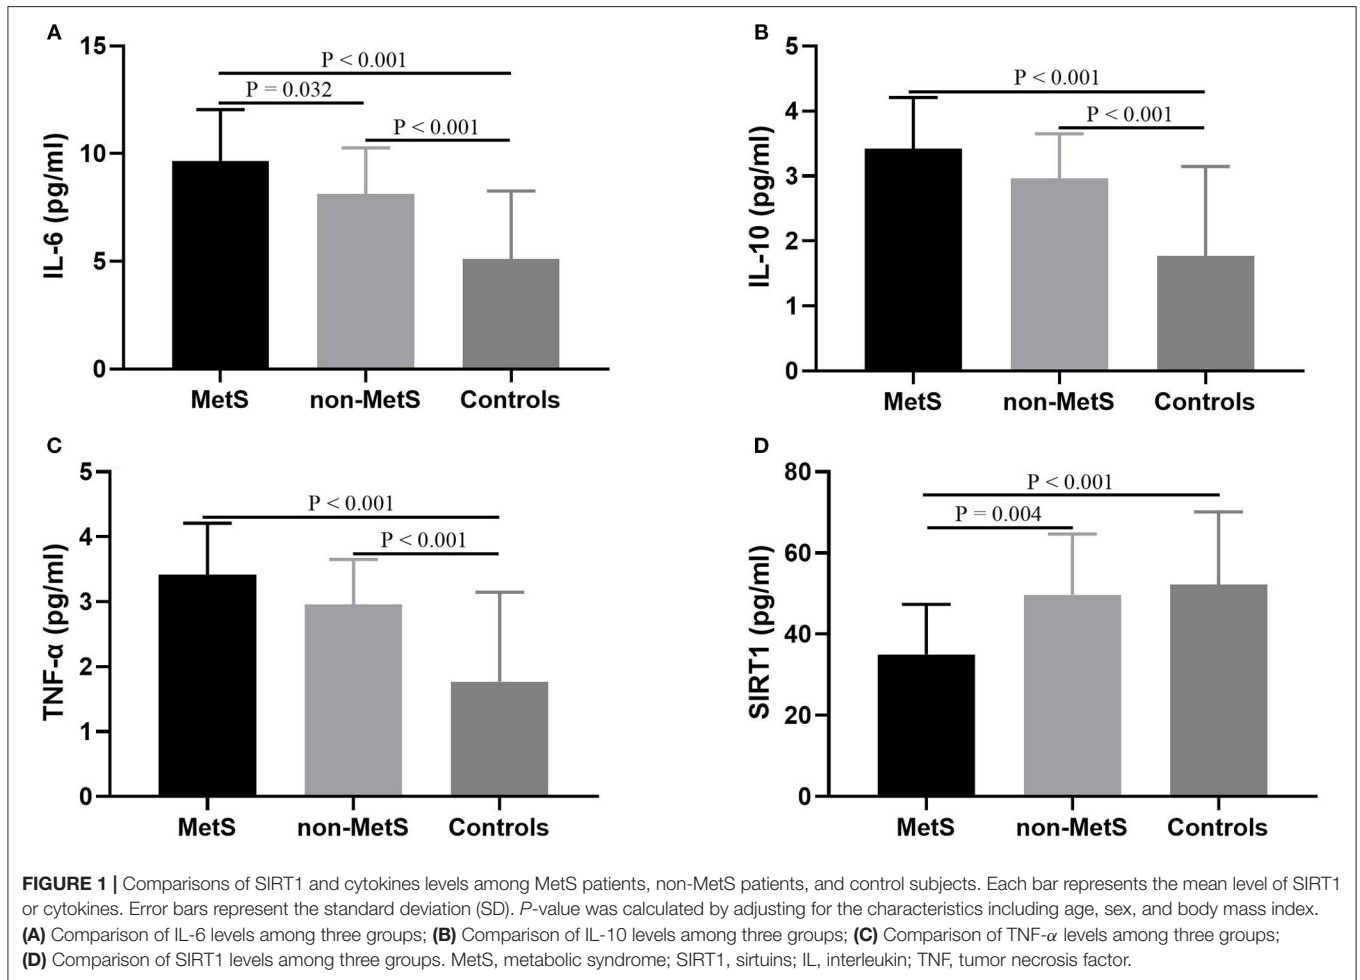 A
15
10
5
0
IL-6 (pg/ml)
P < 0.001
P = 0.032
P < 0.001
MetS non-MetS Controls
B
5
4
3
2
1
0
IL-10 (pg/ml)
P < 0.001
P < 0.001
MetS non-MetS Controls
C
5
4
3
2
1
0
TNF-α (pg/ml)
P < 0.001
P < 0.001
MetS non-MetS Controls
D
80
60
40
20
0
SIRT1 (pg/ml)
P < 0.001
P = 0.004
MetS non-MetS Controls
FIGURE 1 | Comparisons of SIRT1 and cytokines levels among MetS patients, non-MetS patients, and control subjects. Each bar represents the mean level of SIRT1
or cytokines. Error bars represent the standard deviation (SD). P-value was calculated by adjusting for the characteristics including age, sex, and body mass index.
(A) Comparison of IL-6 levels among three groups; (B) Comparison of IL-10 levels among three groups; (C) Comparison of TNF-α levels among three groups;
(D) Comparison of SIRT1 levels among three groups. MetS, metabolic syndrome; SIRT1, sirtuins; IL, interleukin; TNF, tumor necrosis factor.